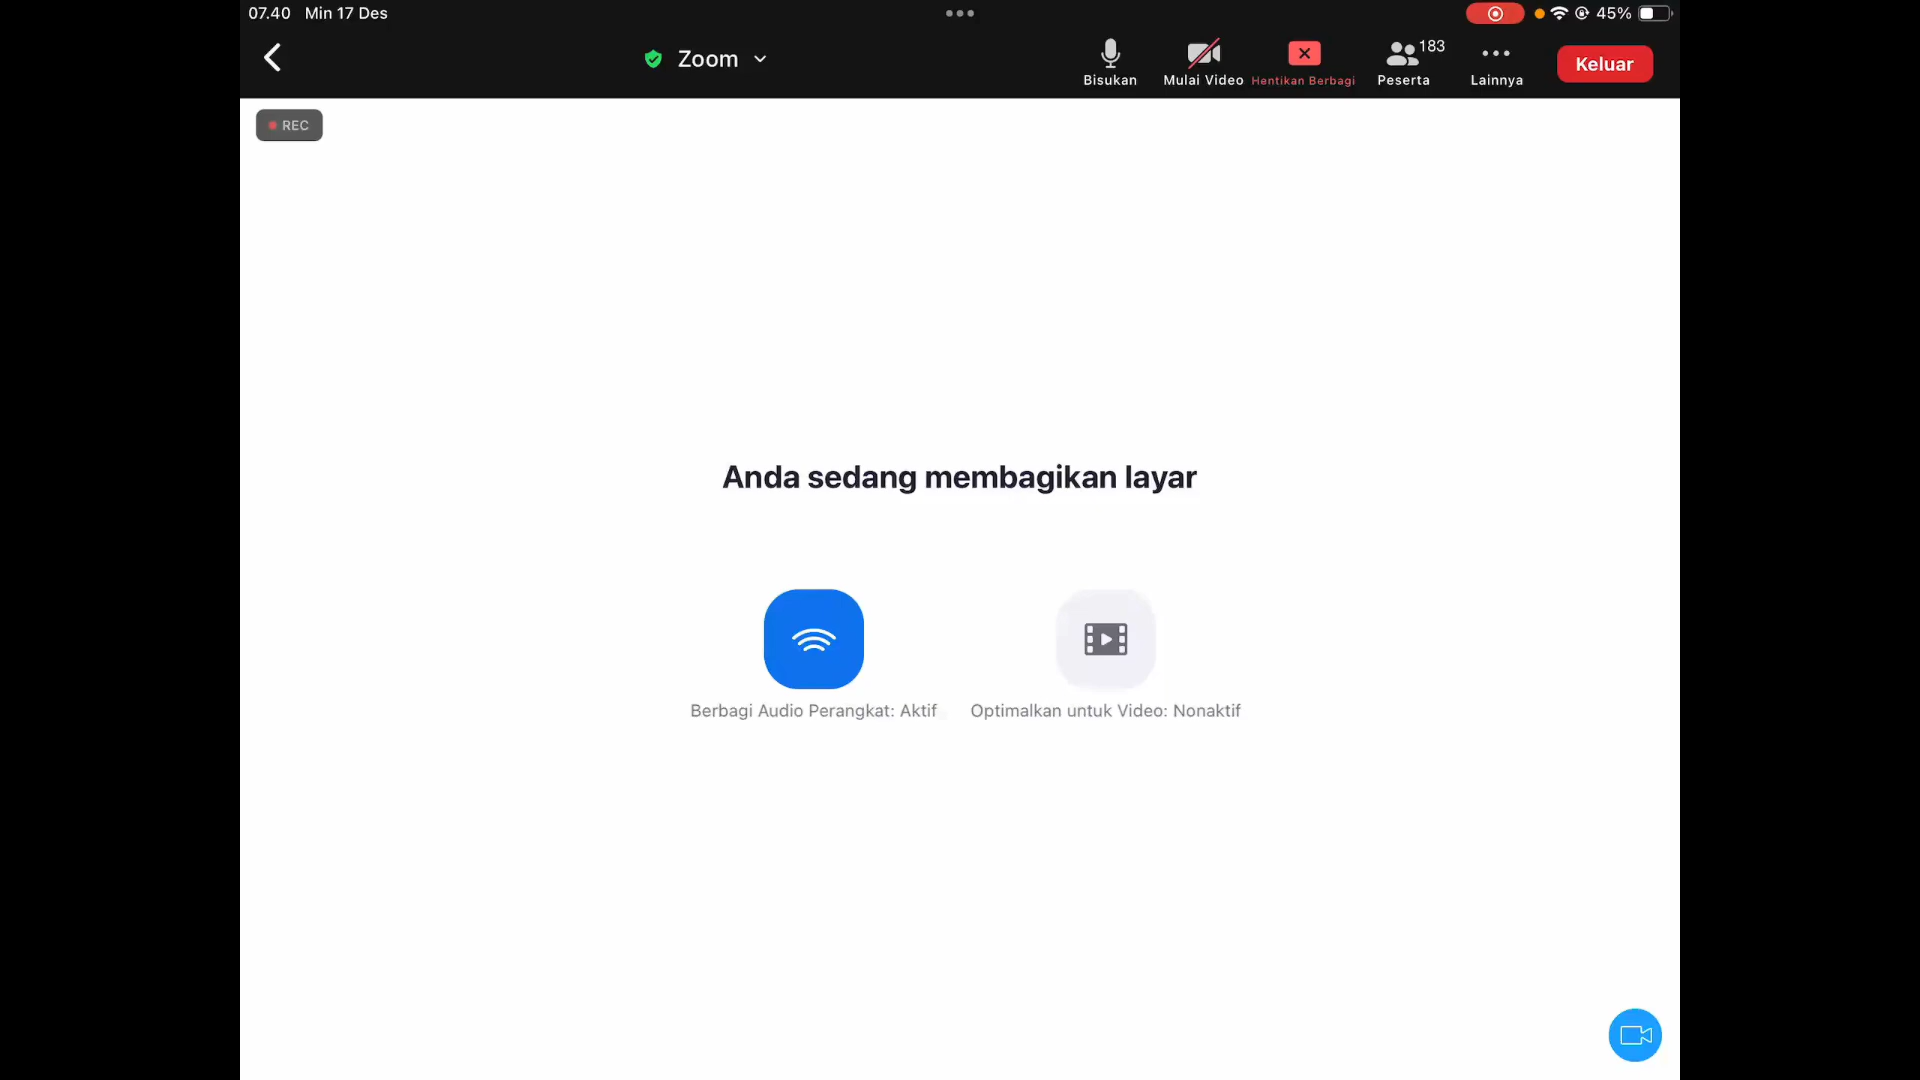 07.40 Min 17 Des
45%
Zoom
183
Bisukan
Mulai Video
Hentikan Berbagi
Peserta
Lainnya
Keluar
REC
Anda sedang membagikan layar
Berbagi Audio Perangkat: Aktif
Optimalkan untuk Video: Nonaktif